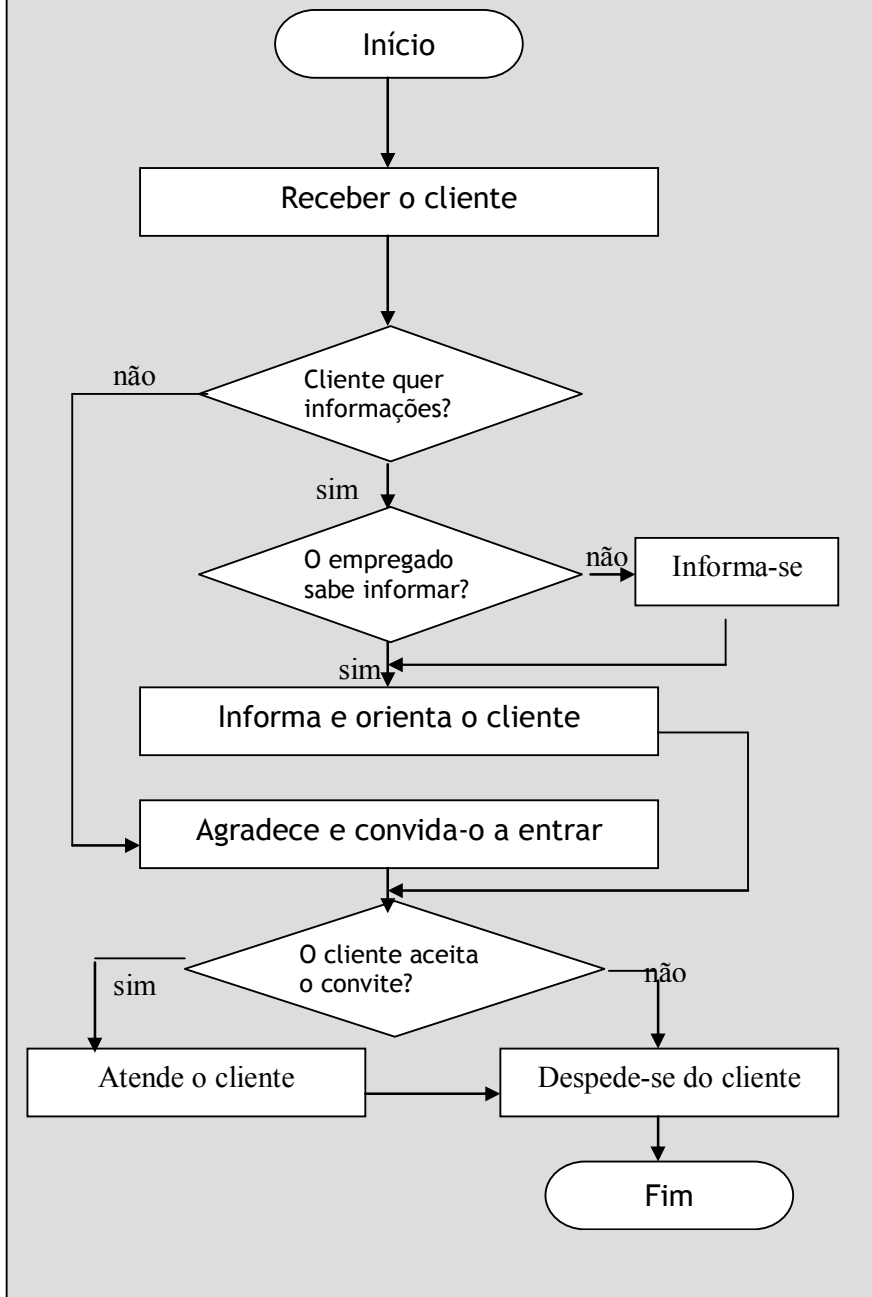 Início
Receber o cliente
não
Cliente quer
informações?
sim
O empregado
sabe informar?
não
Informa-se
sim
Informa e orienta o cliente
Agradece e convida-o a entrar
O cliente aceita
o convite?
sim
não
Atende o cliente
Despede-se do cliente
Fim